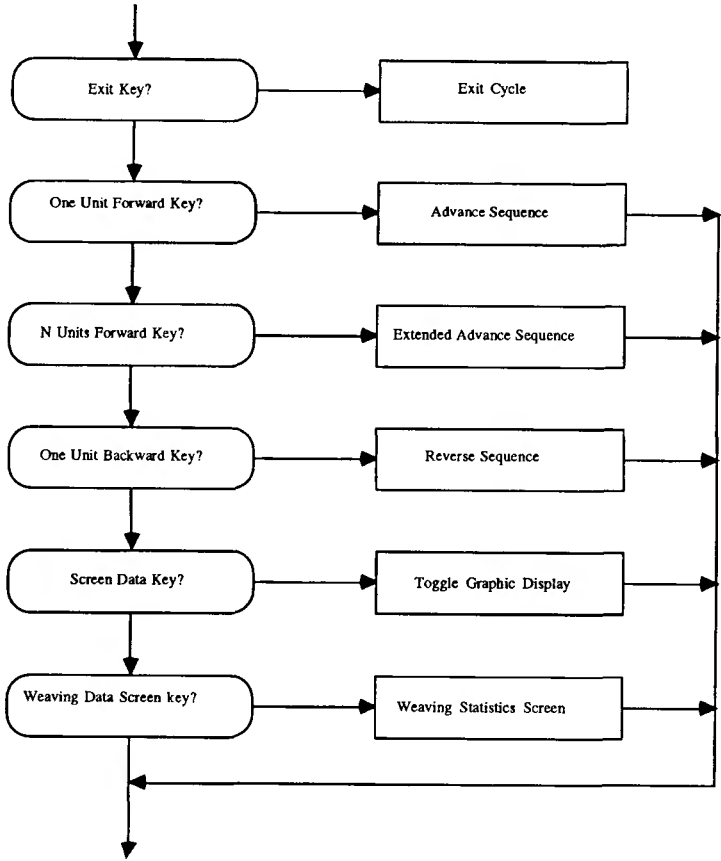 Exit Key?
Exit Cycle
One Unit Forward Key?
Advance Sequence
N Units Forward Key?
Extended Advance Sequence
One Unit Backward Key?
Reverse Sequence
Screen Data Key?
Toggle Graphic Display
Weaving Data Screen key?
Weaving Statistics Screen